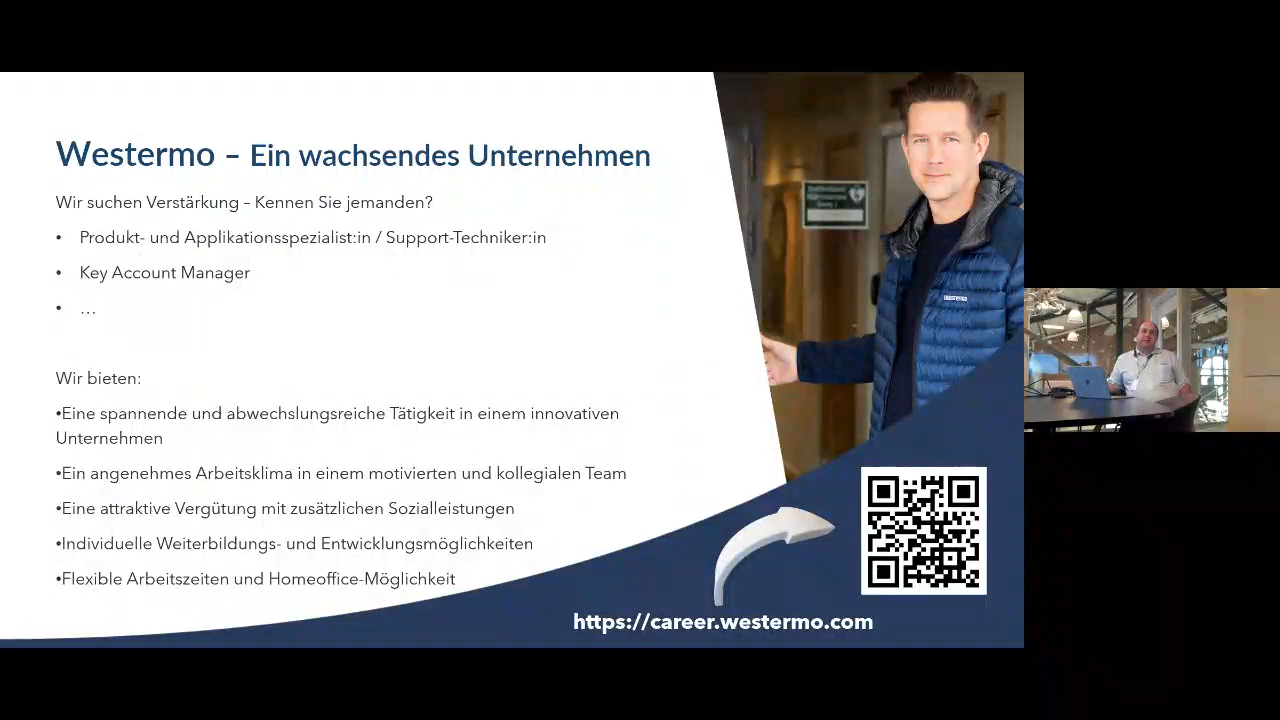 Westermo – Ein wachsendes Unternehmen
Wir suchen Verstärkung – Kennen Sie jemanden?
• Produkt- und Applikationsspezialist:in / Support-Techniker:in
• Key Account Manager
• …
Wir bieten:
•Eine spannende und abwechslungsreiche Tätigkeit in einem innovativen
Unternehmen
•Ein angenehmes Arbeitsklima in einem motivierten und kollegialen Team
•Eine attraktive Vergütung mit zusätzlichen Sozialleistungen
•Individuelle Weiterbildungs- und Entwicklungsmöglichkeiten
•Flexible Arbeitszeiten und Homeoffice-Möglichkeit
westermo
https://career.westermo.com